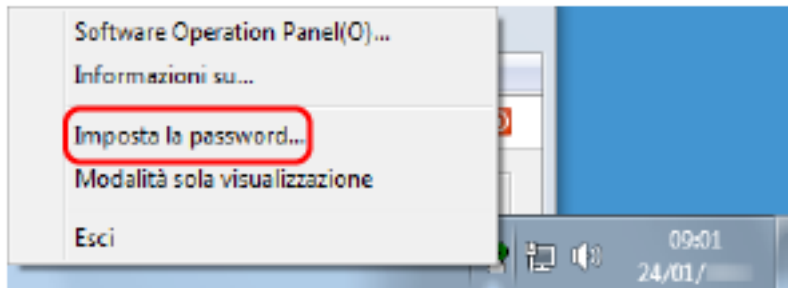 Software Operation Panel(O)...
Informazioni su...
Imposta la password...
Modalità sola visualizzazione
Esci
09:01
24/01/